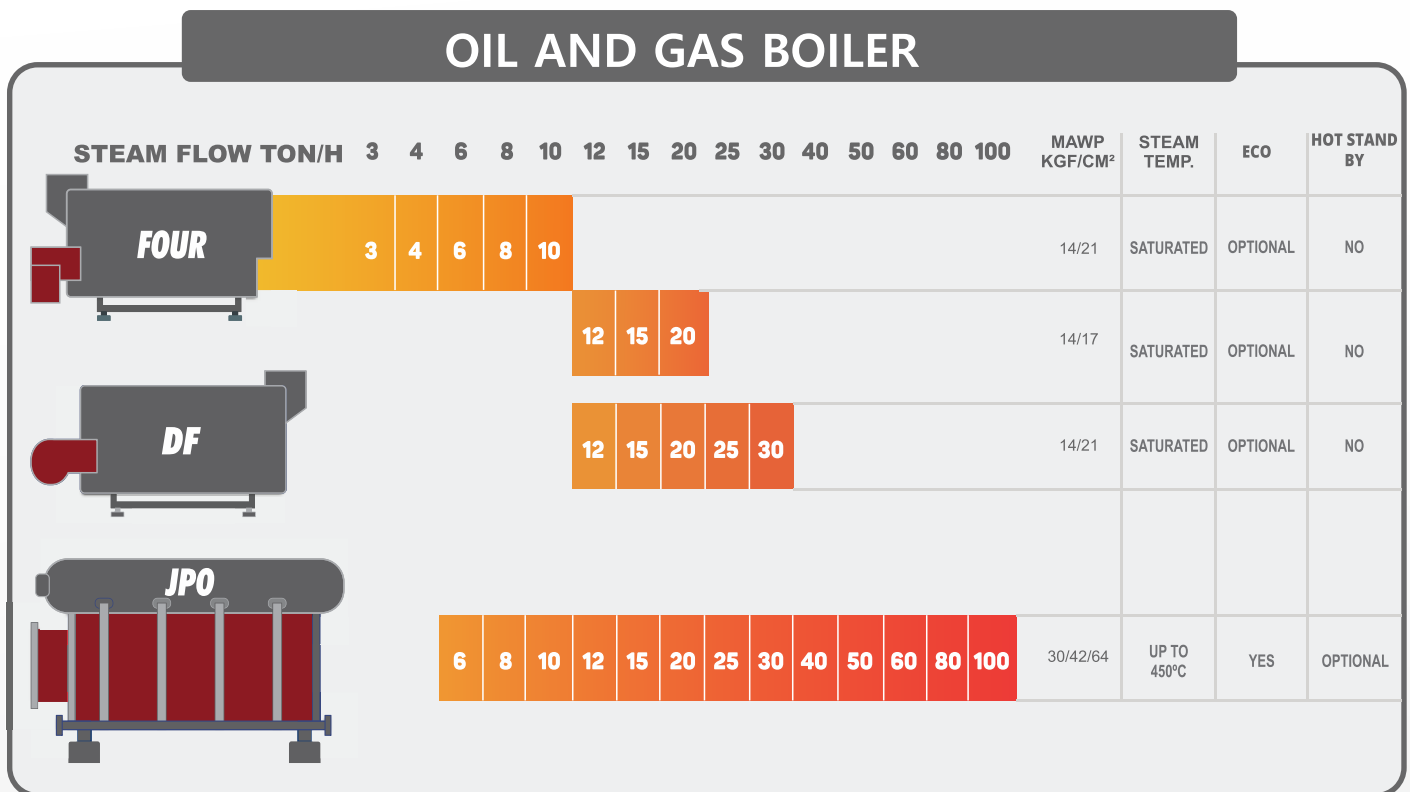 OIL AND GAS BOILER
STEAM FLOW TON/H 3 4 6 8 10 12 15 20 25 30 40 50 60 80 100 MAWP KGF/CM² STEAM TEMP. ECO HOT STAND BY
FOUR 3 4 6 8 10 14/21 SATURATED OPTIONAL NO
12 15 20 14/17 SATURATED OPTIONAL NO
DF 12 15 20 25 30 14/21 SATURATED OPTIONAL NO
JPO
6 8 10 12 15 20 25 30 40 50 60 80 100 30/42/64 UP TO 450ºC YES OPTIONAL